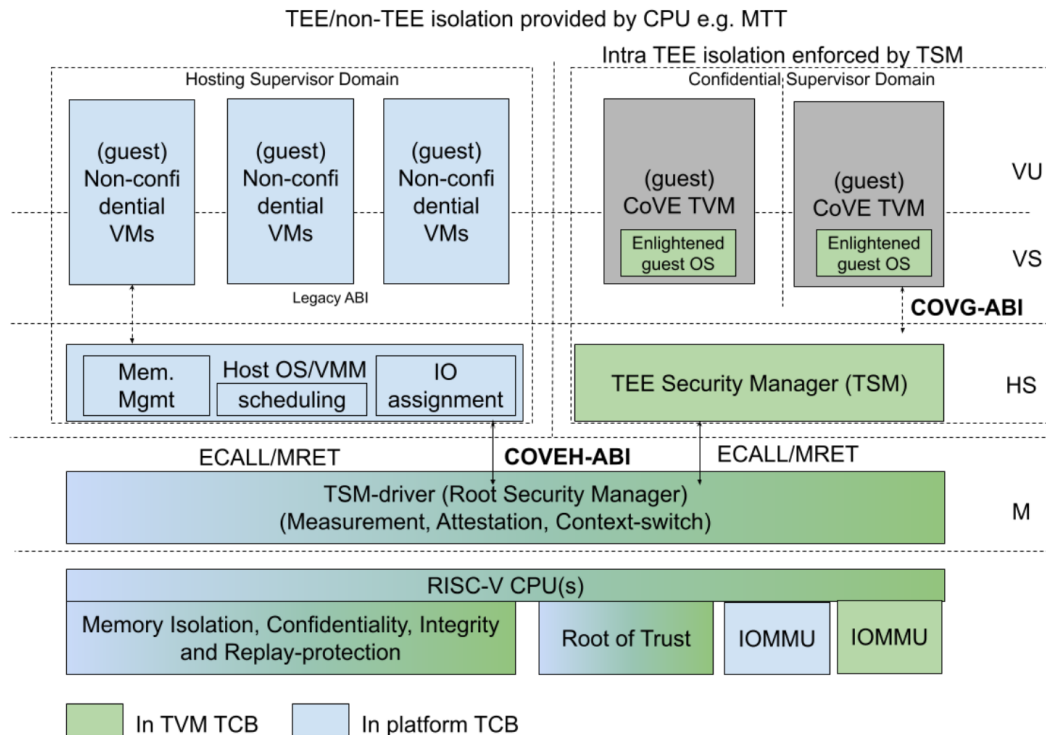 TEE/non-TEE isolation provided by CPU e.g. MTT
Intra TEE isolation enforced by TSM
Hosting Supervisor Domain
Confidential Supervisor Domain
(guest)
Non-confi
dential
VMs
(guest)
Non-confi
dential
VMs
(guest)
Non-confi
dential
VMs
(guest)
CoVE TVM
Enlightened
guest OS
(guest)
CoVE TVM
Enlightened
guest OS
VU
VS
Legacy ABI
COVG-ABI
Mem.
Mgmt
Host OS/VMM
scheduling
IO
assignment
TEE Security Manager (TSM)
HS
ECALL/MRET
COVEH-ABI
ECALL/MRET
TSM-driver (Root Security Manager)
(Measurement, Attestation, Context-switch)
M
RISC-V CPU(s)
Memory Isolation, Confidentiality, Integrity
and Replay-protection
Root of Trust
IOMMU
IOMMU
In TVM TCB
In platform TCB